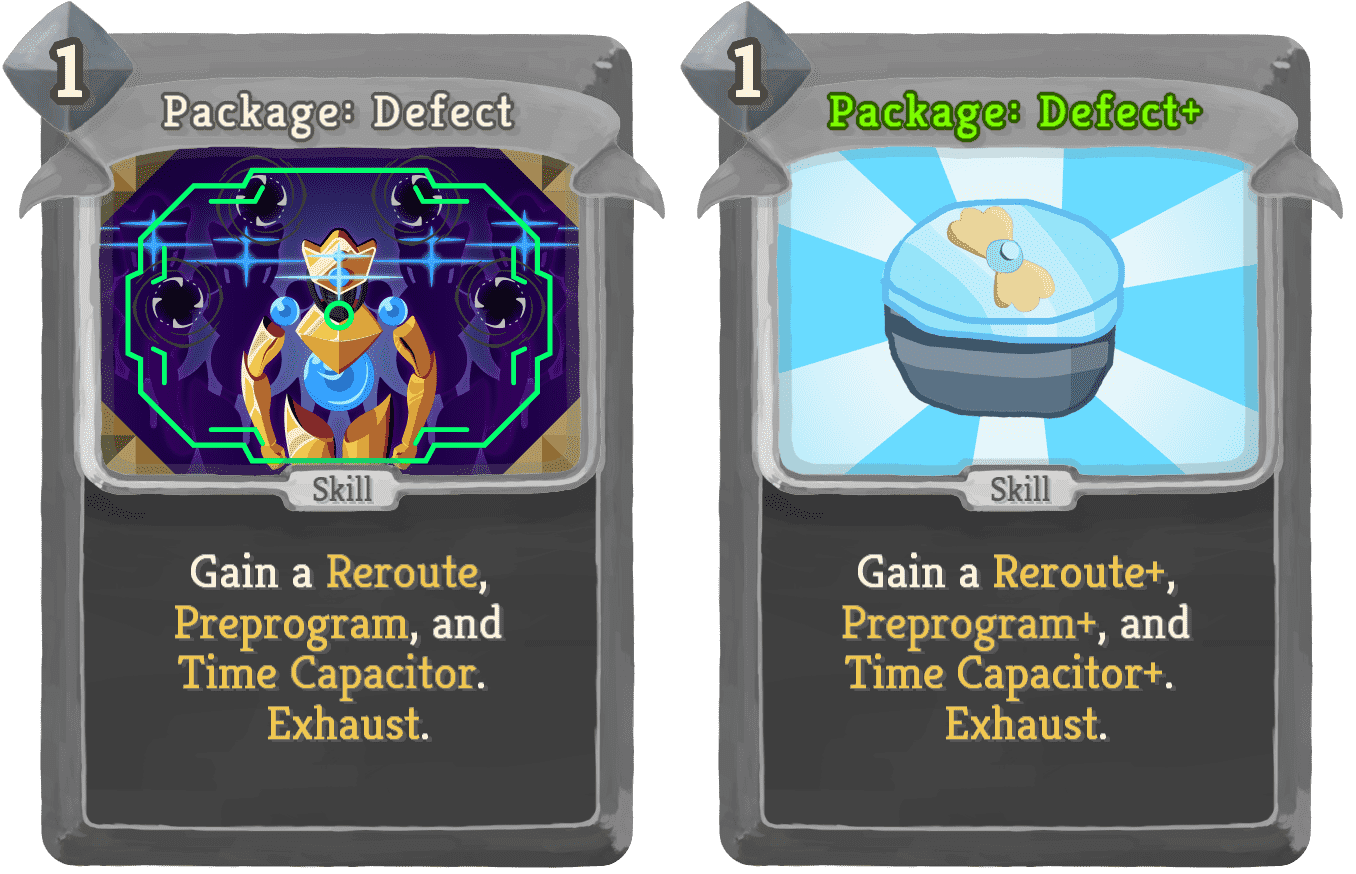 1
Package: Defect
Skill
Gain a Reroute,
Preprogram, and
Time Capacitor.
Exhaust.
1
Package: Defect+
Skill
Gain a Reroute+,
Preprogram+, and
Time Capacitor+.
Exhaust.